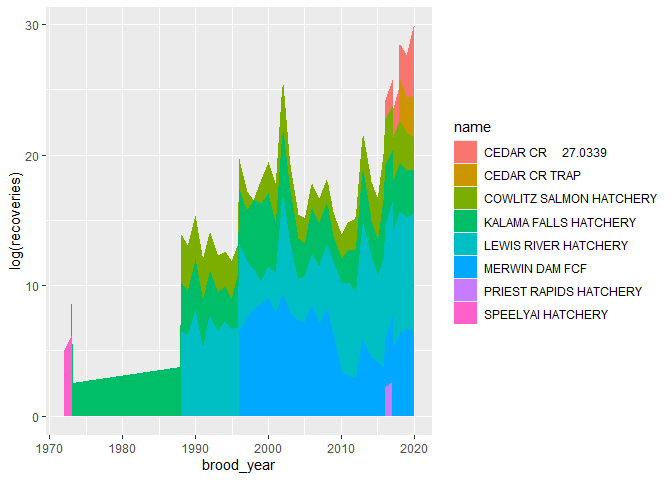 30
20
10
0
log(recoveries)
1970 1980 1990 2000 2010 2020
brood_year
name
CEDAR CR    27.0339
CEDAR CR TRAP
COWLITZ SALMON HATCHERY
KALAMA FALLS HATCHERY
LEWIS RIVER HATCHERY
MERWIN DAM FCF
PRIEST RAPIDS HATCHERY
SPEELYAI HATCHERY